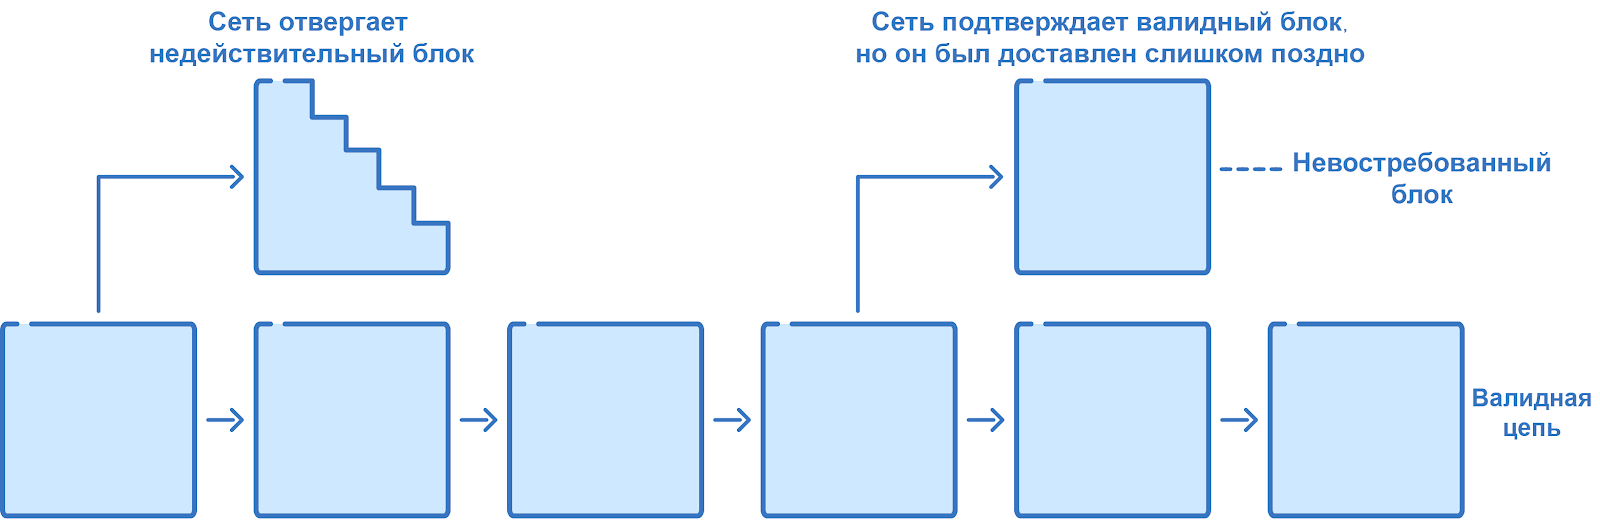 Сеть отвергает
недействительный блок
Сеть подтверждает валидный блок,
но он был доставлен слишком поздно
Невостребованный
блок
Валидная
цепь